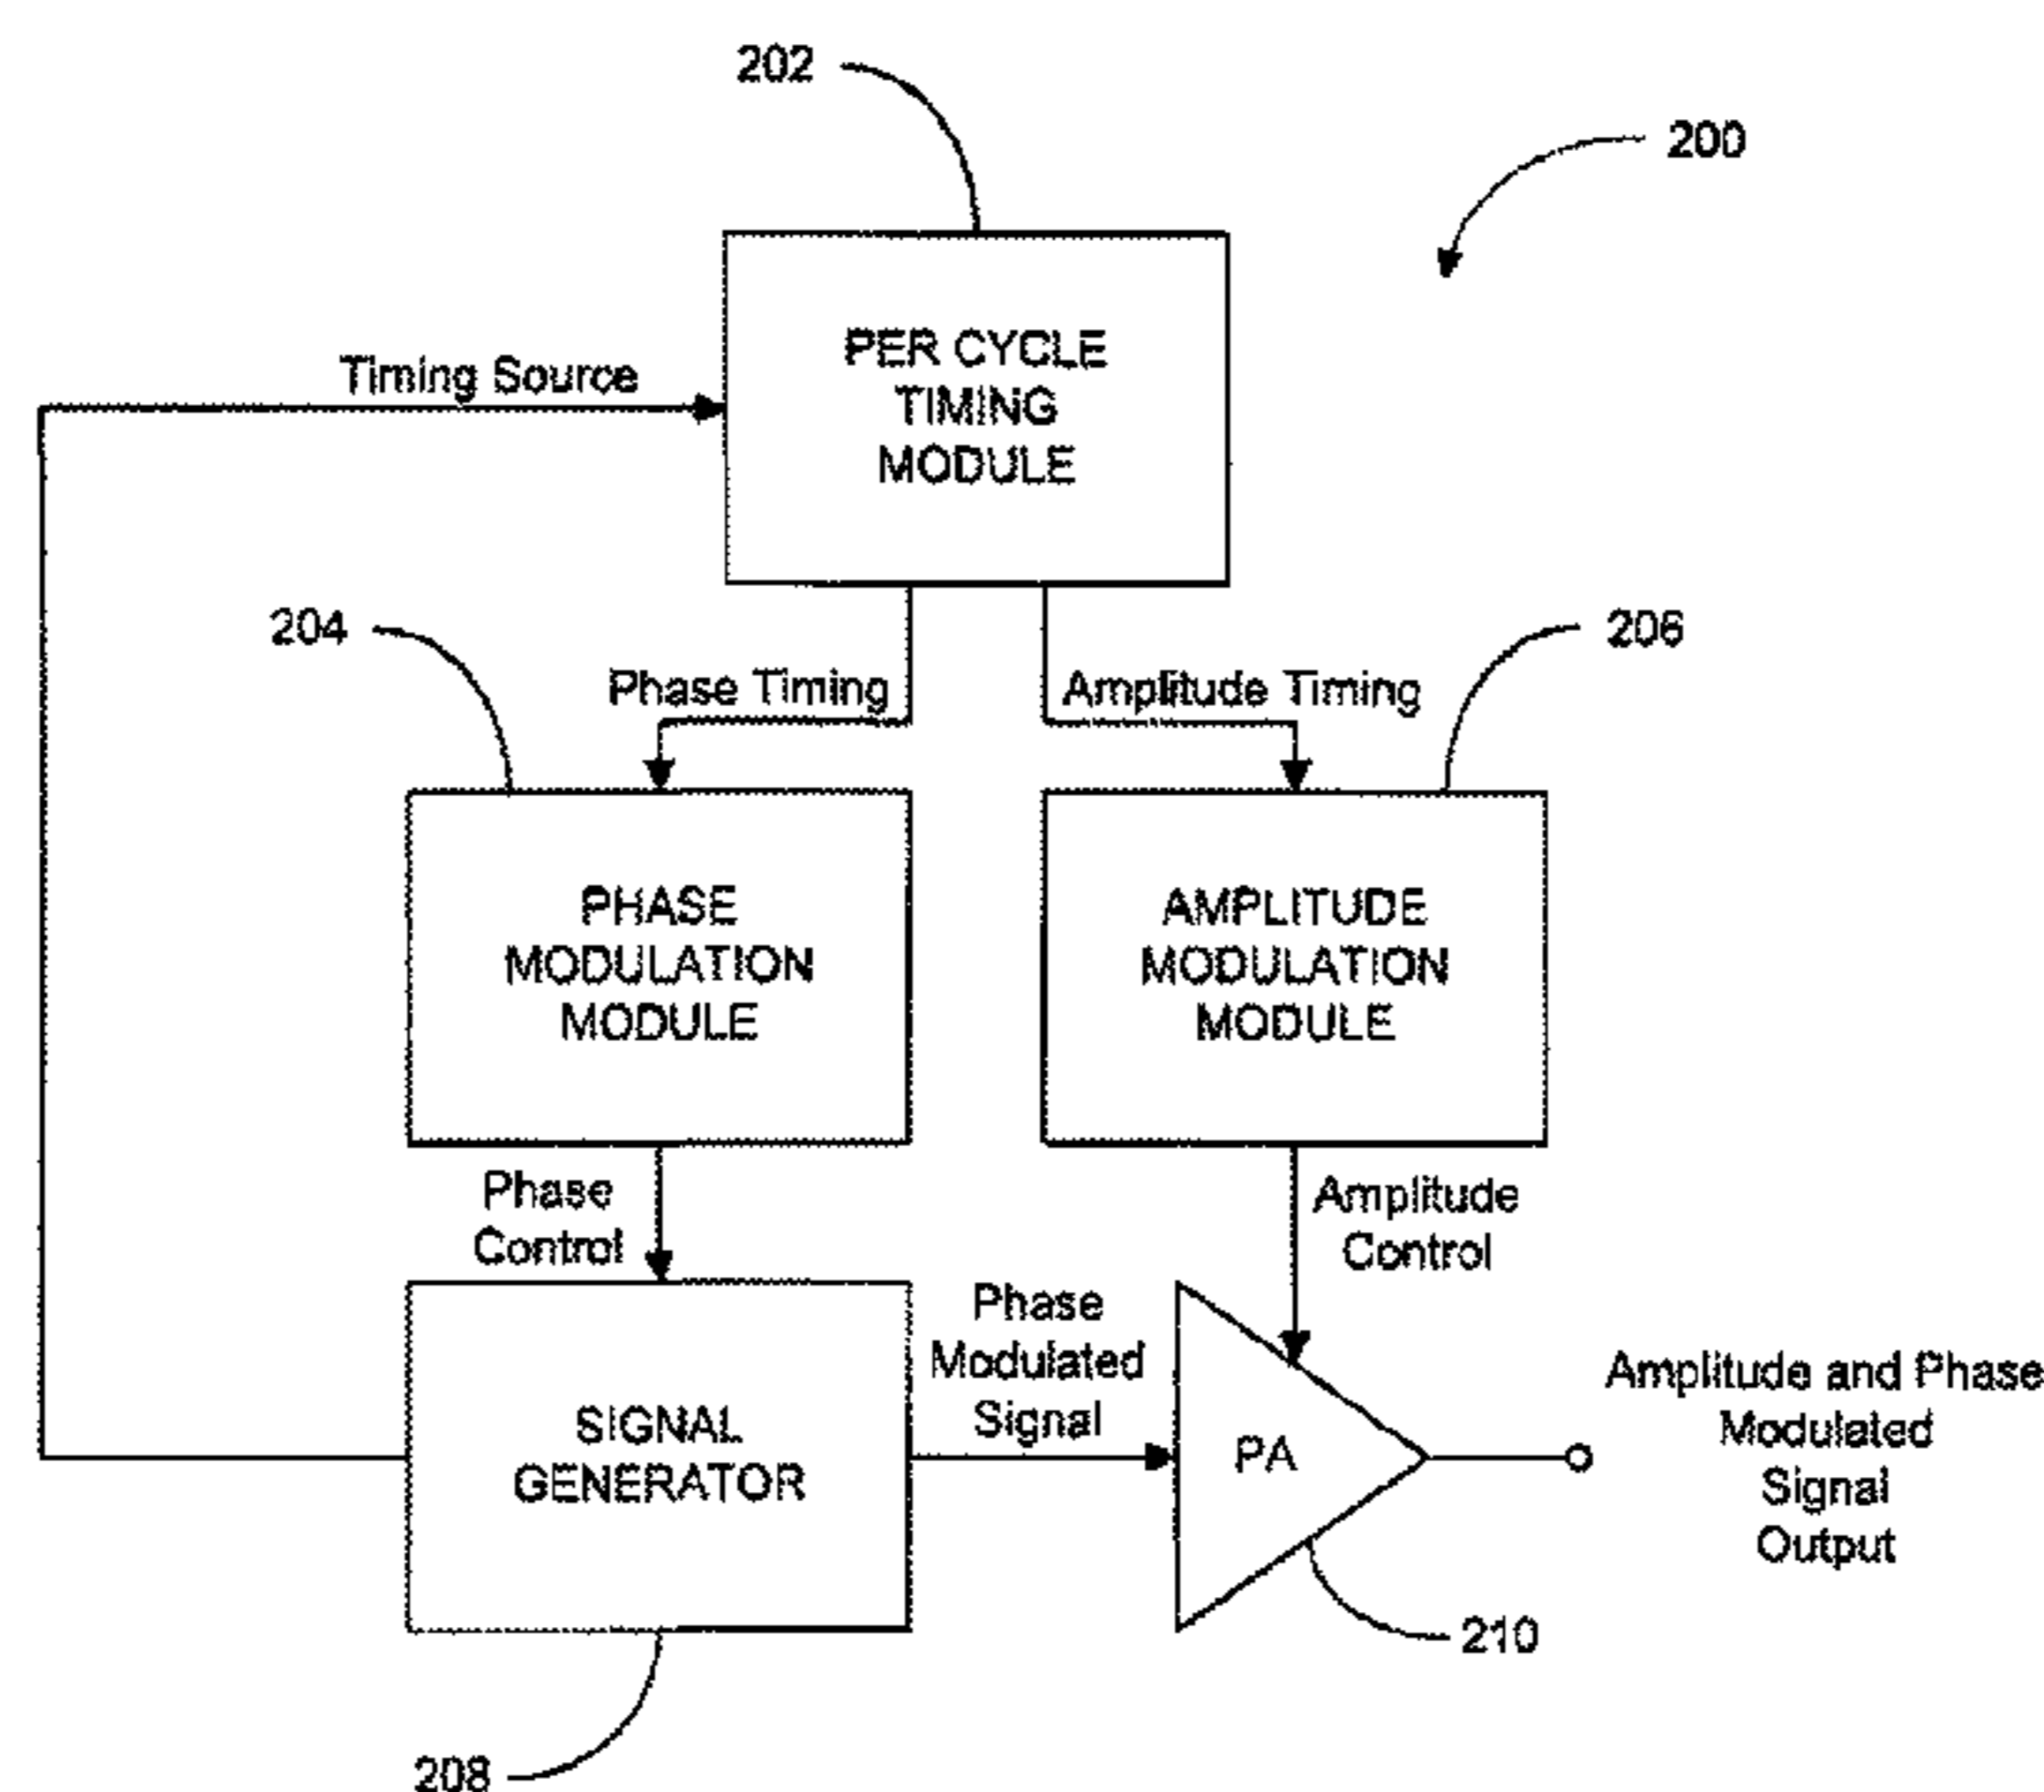 202
200
PER CYCLE
TIMING
MODULE
Timing Source
204
206
Phase Timing
Amplitude Timing
PHASE
MODULATION
MODULE
AMPLITUDE
MODULATION
MODULE
Phase
Control
Amplitude
Control
SIGNAL
GENERATOR
Phase
Modulated
Signal
PA
Amplitude and Phase
Modulated
Signal
Output
210
208